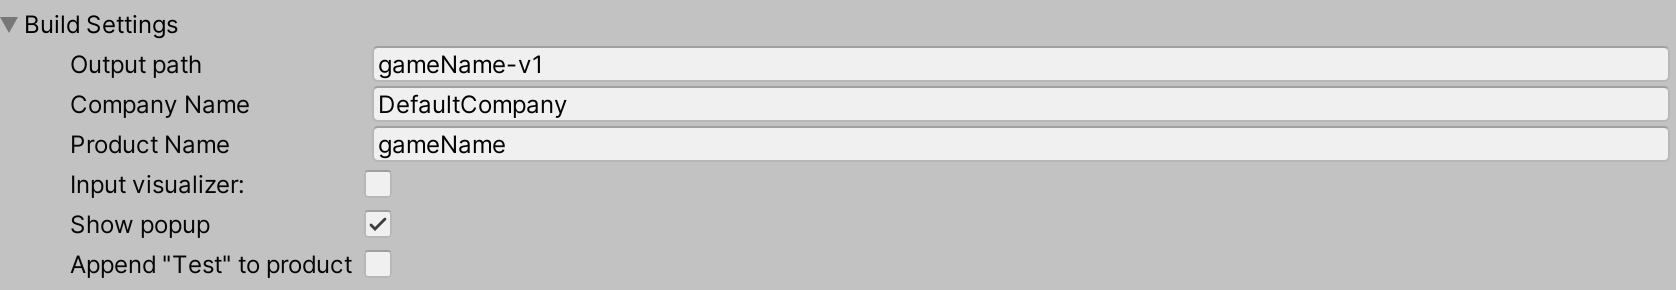 Build Settings
Output path gameName-v1
Company Name DefaultCompany
Product Name gameName
Input visualizer:
Show popup
Append "Test" to product